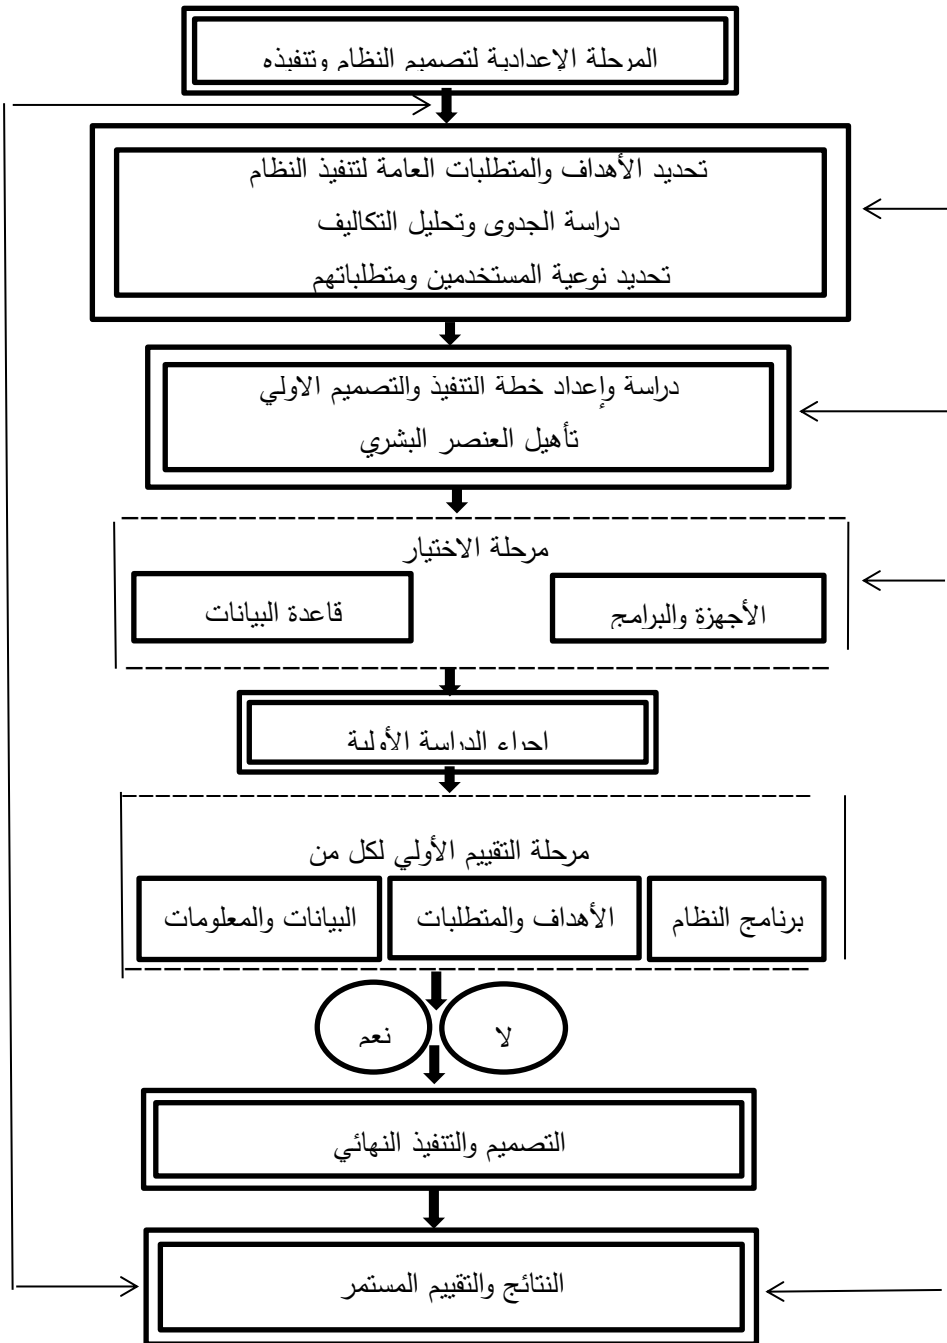 المرحلة الإعدادية لتصميم النظام وتنفيذه
تحديد الأهداف والمتطلبات العامة لتنفيذ النظام
دراسة الجدوى وتحليل التكاليف
تحديد نوعية المستخدمين ومتطلباتهم
دراسة وإعداد خطة التنفيذ والتصميم الاولي
تأهيل العنصر البشري
مرحلة الاختيار
الأجهزة والبرامج
قاعدة البيانات
اجراء الدراسة الأولية
مرحلة التقييم الأولي لكل من
برنامج النظام
الأهداف والمتطلبات
البيانات والمعلومات
لا
نعم
التصميم والتنفيذ النهائي
النتائج والتقييم المستمر